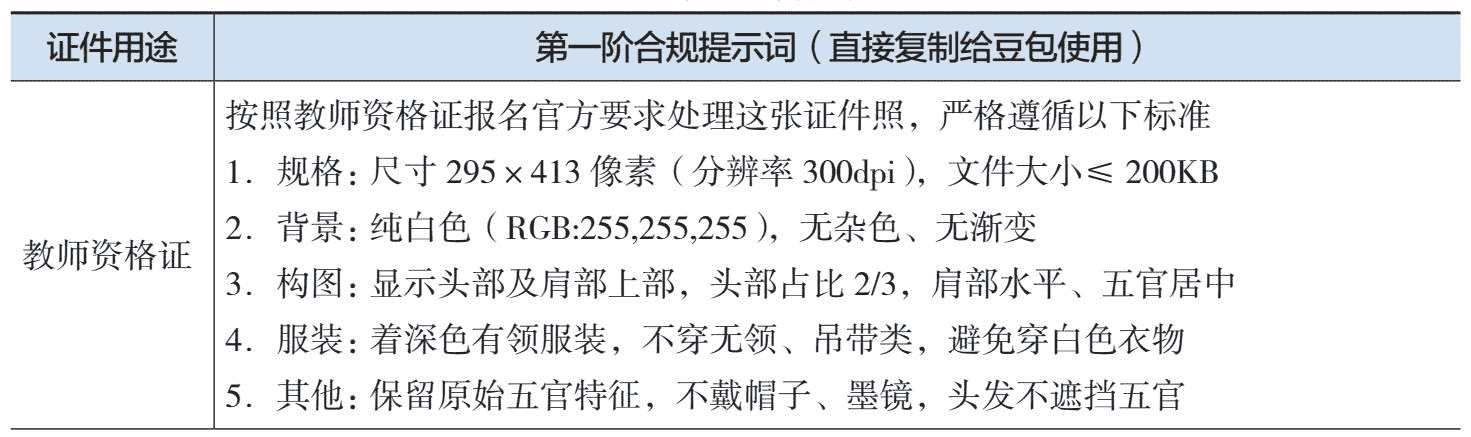 证件用途 第一阶合规提示词（直接复制给豆包使用）
按照教师资格证报名官方要求处理这张证件照，严格遵循以下标准
1. 规格：尺寸 295×413 像素（分辨率 300dpi），文件大小≤ 200KB
2. 背景：纯白色（RGB:255,255,255），无杂色、无渐变
教师资格证
3. 构图：显示头部及肩部上部，头部占比 2/3，肩部水平、五官居中
4. 服装：着深色有领服装，不穿无领、吊带类，避免穿白色衣物
5. 其他：保留原始五官特征，不戴帽子、墨镜，头发不遮挡五官